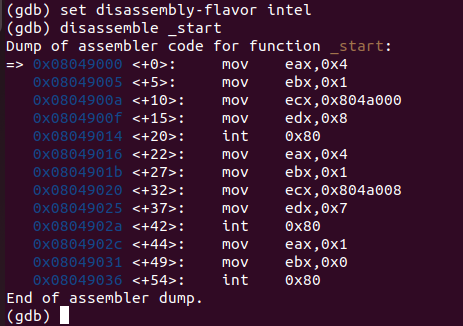 (gdb) set disassembly-flavor intel
(gdb) disassemble _start
Dump of assembler code for function _start:
=> 0x08049000 <+0>:     mov    eax,0x4
   0x08049005 <+5>:     mov    ebx,0x1
   0x0804900a <+10>:    mov    ecx,0x804a000
   0x0804900f <+15>:    mov    edx,0x8
   0x08049014 <+20>:    int    0x80
   0x08049016 <+22>:    mov    eax,0x4
   0x0804901b <+27>:    mov    ebx,0x1
   0x08049020 <+32>:    mov    ecx,0x804a008
   0x08049025 <+37>:    mov    edx,0x7
   0x0804902a <+42>:    int    0x80
   0x0804902c <+44>:    mov    eax,0x1
   0x08049031 <+49>:    mov    ebx,0x0
   0x08049036 <+54>:    int    0x80
End of assembler dump.
(gdb)